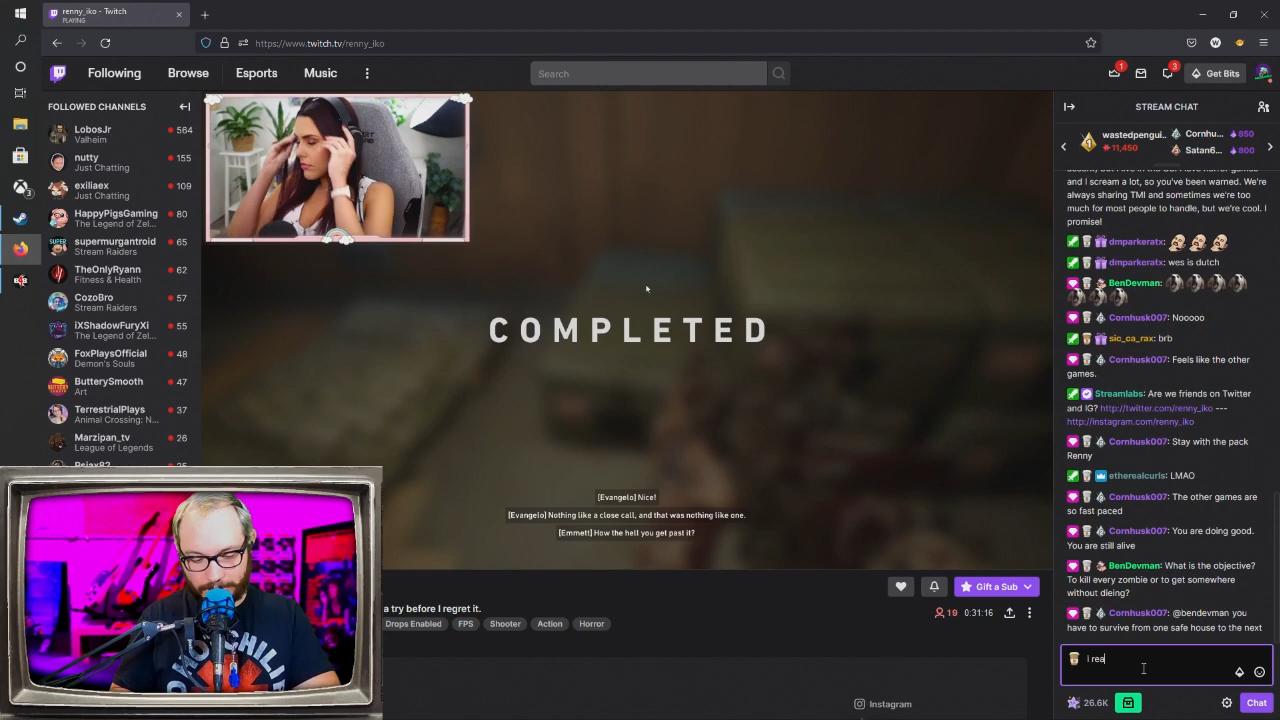 renny_iko - Twitch
PLAYING
https://www.twitch.tv/renny_iko
Following Browse Esports Music
Search
1
3
Get Bits
FOLLOWED CHANNELS
LobosJr 564
Valheim
nutty 155
Just Chatting
exiliaex 109
Just Chatting
HappyPigsGaming 80
The Legend of Zel...
supermurgantroid 65
Stream Raiders
TheOnlyRyann 62
Fitness & Health
CozoBro 57
Stream Raiders
iXShadowFuryXi 55
The Legend of Zel...
FoxPlaysOfficial 48
Demon's Souls
ButterySmooth 47
Art
TerrestrialPlays 37
Animal Crossing: N...
Marzipan_tv 26
League of Legends
3
COMPLETED
[Evangelo] Nice!
[Evangelo] Nothing like a close call, and that was nothing like one.
[Emmett] How the hell you get past it?
Gift a Sub
a try before I regret it.
19 0:31:16
Drops Enabled FPS Shooter Action Horror
Instagram
STREAM CHAT
1
wastedpengui... 11,450
Cornhu... 850
Satan6... 800
and I scream a lot, so you've been warned. We're
always sharing TMI and sometimes we're too
much for most people to handle, but we're cool. I
promise!
dmparkeratx:
dmparkeratx: wes is dutch
BenDevman:
Cornhusk007: Nooooo
sic_ca_rax: brb
Cornhusk007: Feels like the other
games.
Streamlabs: Are we friends on Twitter
and IG? http://twitter.com/renny_iko ---
http://instagram.com/renny_iko
Cornhusk007: Stay with the pack
Renny
etherealcurls: LMAO
Cornhusk007: The other games are
so fast paced
Cornhusk007: You are doing good.
You are still alive
BenDevman: What is the objective?
To kill every zombie or to get somewhere
without dieing?
Cornhusk007: @bendevman you
have to survive from one safe house to the next
i rea
26.6K
Chat